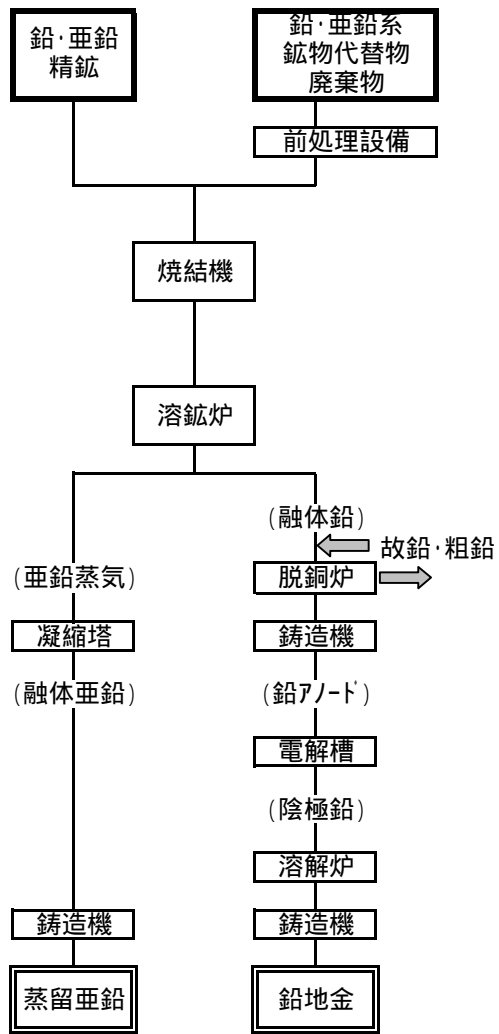 鉛･亜鉛
精鉱
鉛･亜鉛系
鉱物代替物
廃棄物
前処理設備
焼結機
溶鉱炉
(融体鉛)
故鉛･粗鉛
(亜鉛蒸気)
脱銅炉
凝縮塔
鋳造機
(融体亜鉛)
(鉛ｱﾉｰﾄﾞ)
電解槽
(陰極鉛)
溶解炉
鋳造機
鋳造機
蒸留亜鉛
鉛地金